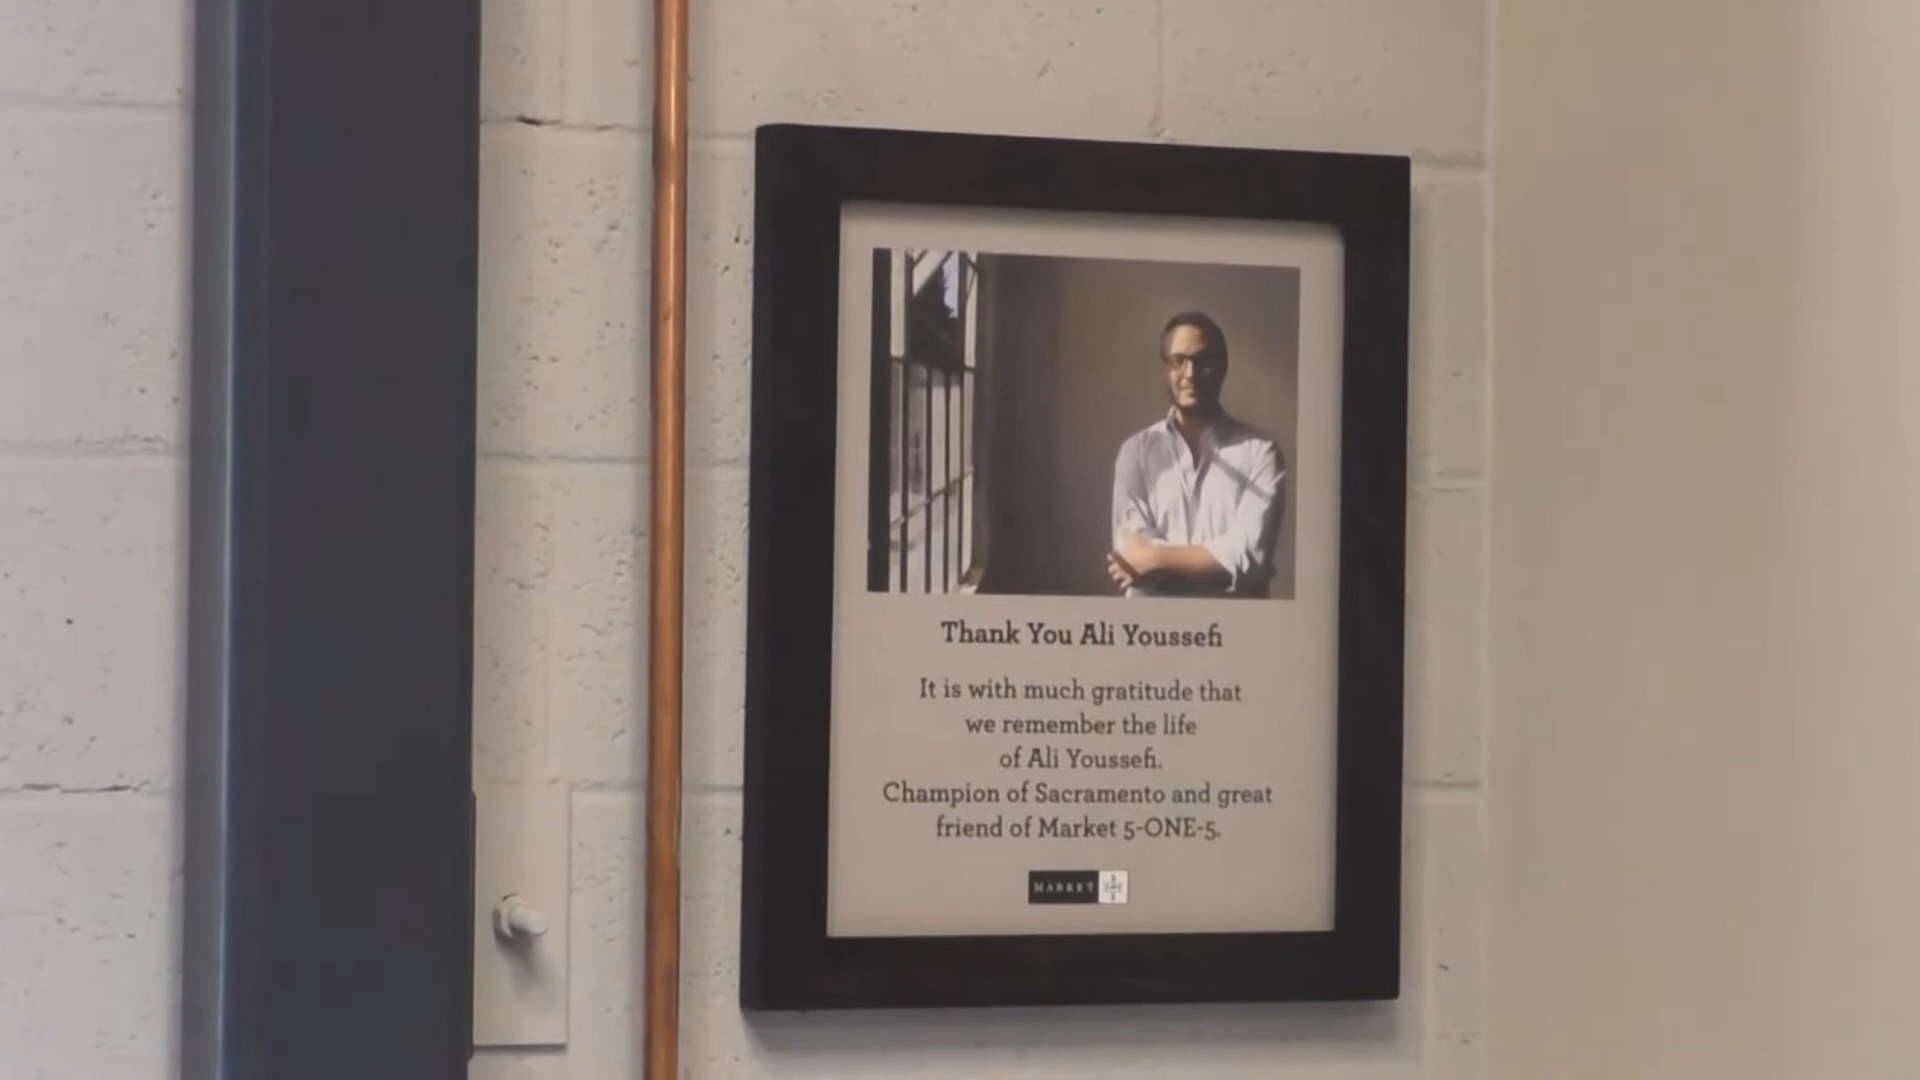 Thank You Ali Youssefi
It is with much gratitude that
we remember the life
of Ali Youssefi.
Champion of Sacramento and great
friend of Market 5-ONE-5.
MARKET